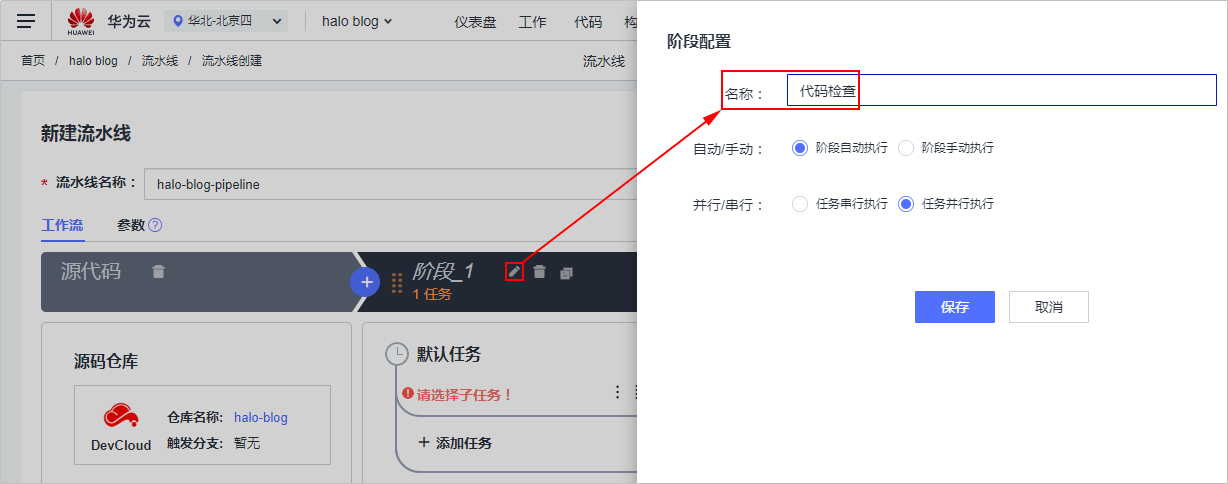 HUAWEI
华为云
华北-北京四
halo blog
仪表盘
工作
代码
首页 / halo blog / 流水线 / 流水线创建
流水线
新建流水线
* 流水线名称：
halo-blog-pipeline
工作流
参数 ?
源代码
+
阶段_1
1 任务
源码仓库
DevCloud
仓库名称: halo-blog
触发分支: 暂无
默认任务
请选择子任务！
+ 添加任务
阶段配置
名称：
代码检查
自动/手动：
阶段自动执行
阶段手动执行
并行/串行：
任务串行执行
任务并行执行
保存
取消